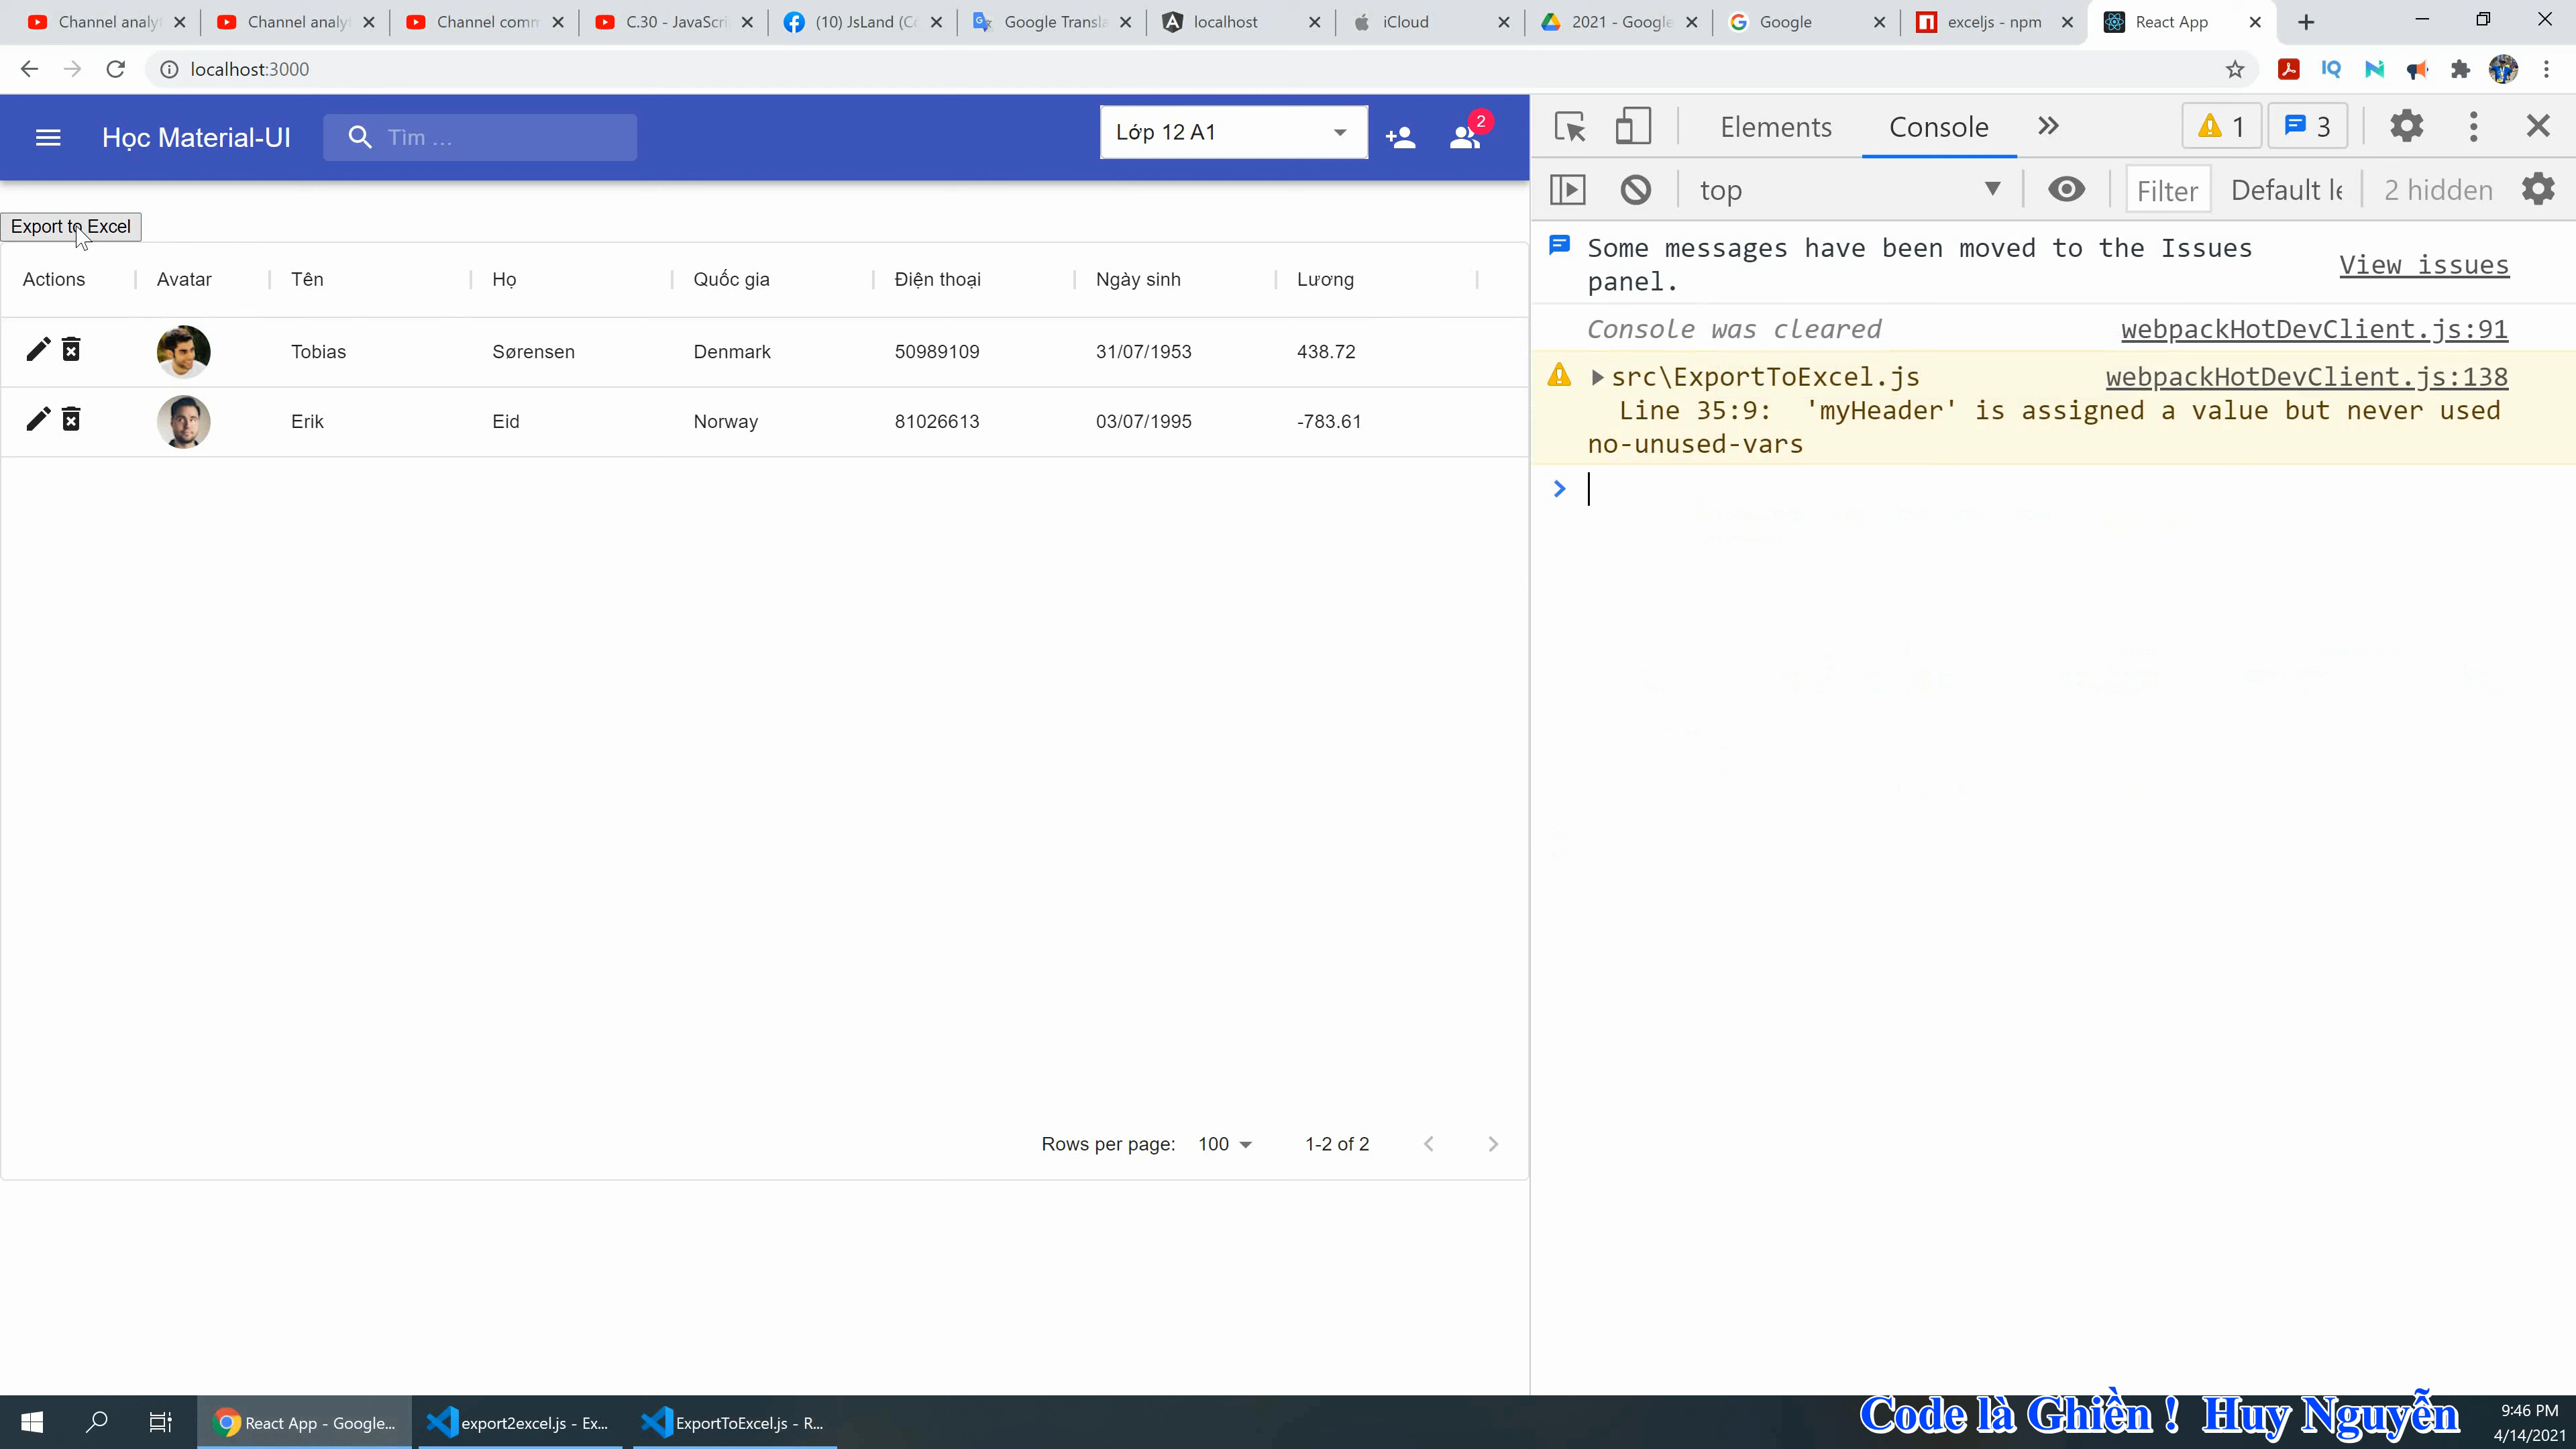 Channel analyt
Channel analyt
Channel comm
C.30 - JavaScri
(10) JsLand (Cộ
Google Transla
localhost
iCloud
2021 - Google
Google
exceljs - npm
React App
localhost:3000
Học Material-UI
Tìm ...
Lớp 12 A1
2
Export to Excel
Actions Avatar Tên Họ Quốc gia Điện thoại Ngày sinh Lương
Tobias Sørensen Denmark 50989109 31/07/1953 438.72
Erik Eid Norway 81026613 03/07/1995 -783.61
Rows per page: 100 1-2 of 2
Elements Console 1 3
top Filter Default le 2 hidden
Some messages have been moved to the Issues
panel.
View issues
Console was cleared webpackHotDevClient.js:91
src\ExportToExcel.js webpackHotDevClient.js:138
Line 35:9: 'myHeader' is assigned a value but never used
no-unused-vars
React App - Google...
export2excel.js - Ex...
ExportToExcel.js - R...
Code là Ghiền ! Huy Nguyễn
9:46 PM
4/14/2021